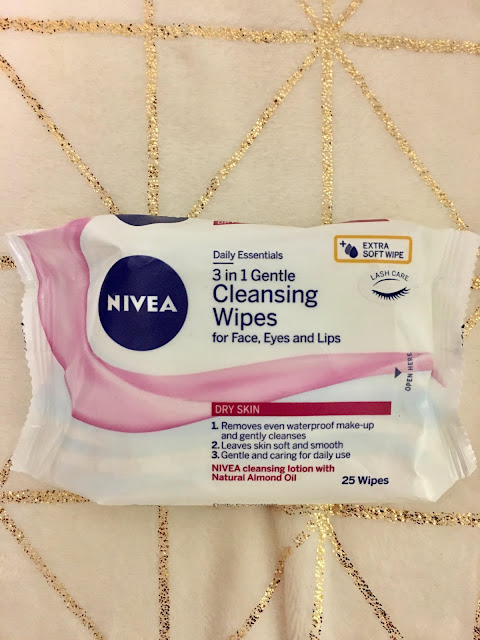 Daily Essentials
3 in 1 Gentle
Cleansing
Wipes
for Face, Eyes and Lips
NIVEA
+
EXTRA
SOFT WIPE
LASH CARE
OPEN HERE
DRY SKIN
1. Removes even waterproof make-up
and gently cleanses
2. Leaves skin soft and smooth
3. Gentle and caring for daily use
NIVEA cleansing lotion with
Natural Almond Oil
25 Wipes